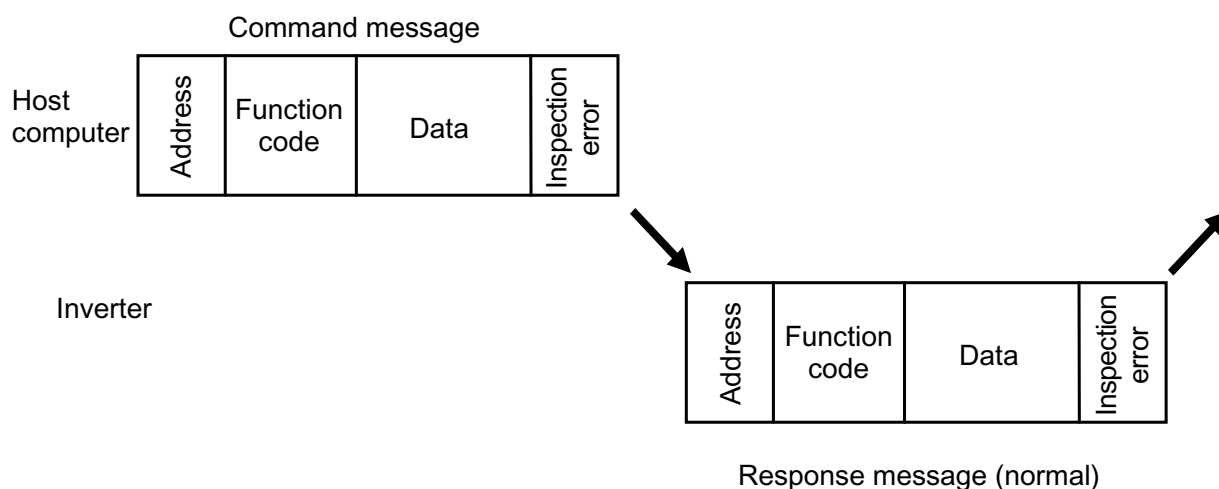 Command message
Host
computer
Address
Function
code
Data
Inspection
error
Inverter
Address
Function
code
Data
Inspection
error
Response message (normal)